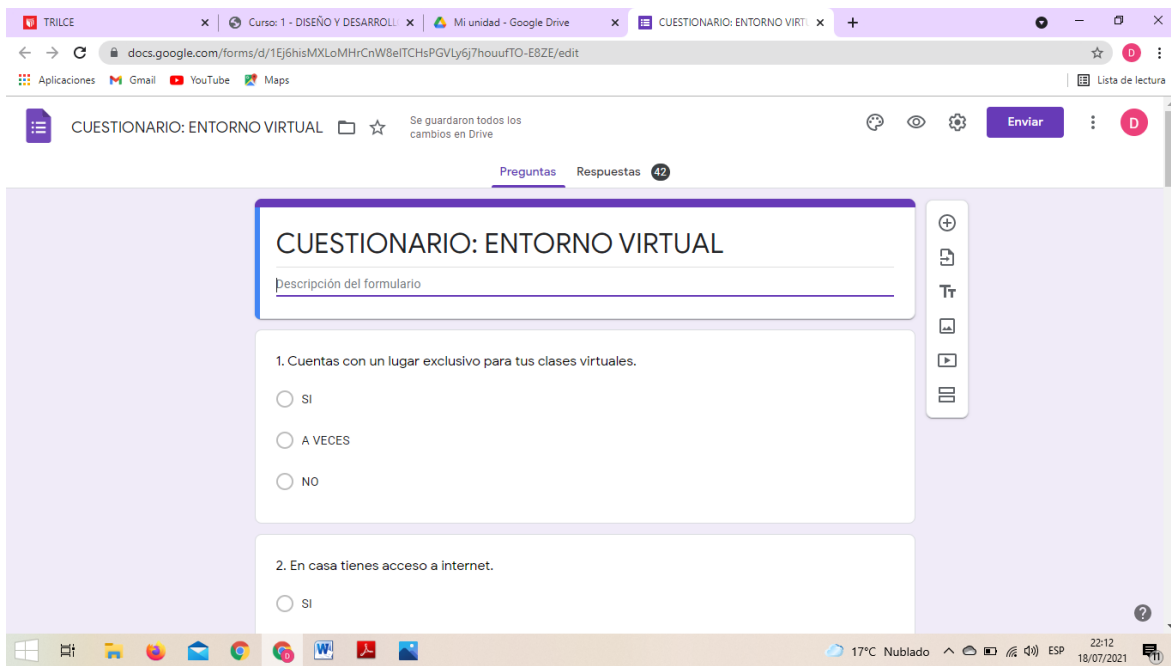 TRILCE
Curso: 1 - DISEÑO Y DESARROLL
Mi unidad - Google Drive
CUESTIONARIO: ENTORNO VIRT
docs.google.com/forms/d/1Ej6hisMXLoMHrCnW8elTCHsPGVLy6j7houufTO-E8ZE/edit
D
Aplicaciones
Gmail
YouTube
Maps
Lista de lectura
CUESTIONARIO: ENTORNO VIRTUAL
Se guardaron todos los
cambios en Drive
Enviar
D
Preguntas
Respuestas 42
CUESTIONARIO: ENTORNO VIRTUAL
Descripción del formulario
1. Cuentas con un lugar exclusivo para tus clases virtuales.
SI
A VECES
NO
2. En casa tienes acceso a internet.
SI
17°C Nublado
ESP
22:12
18/07/2021
11